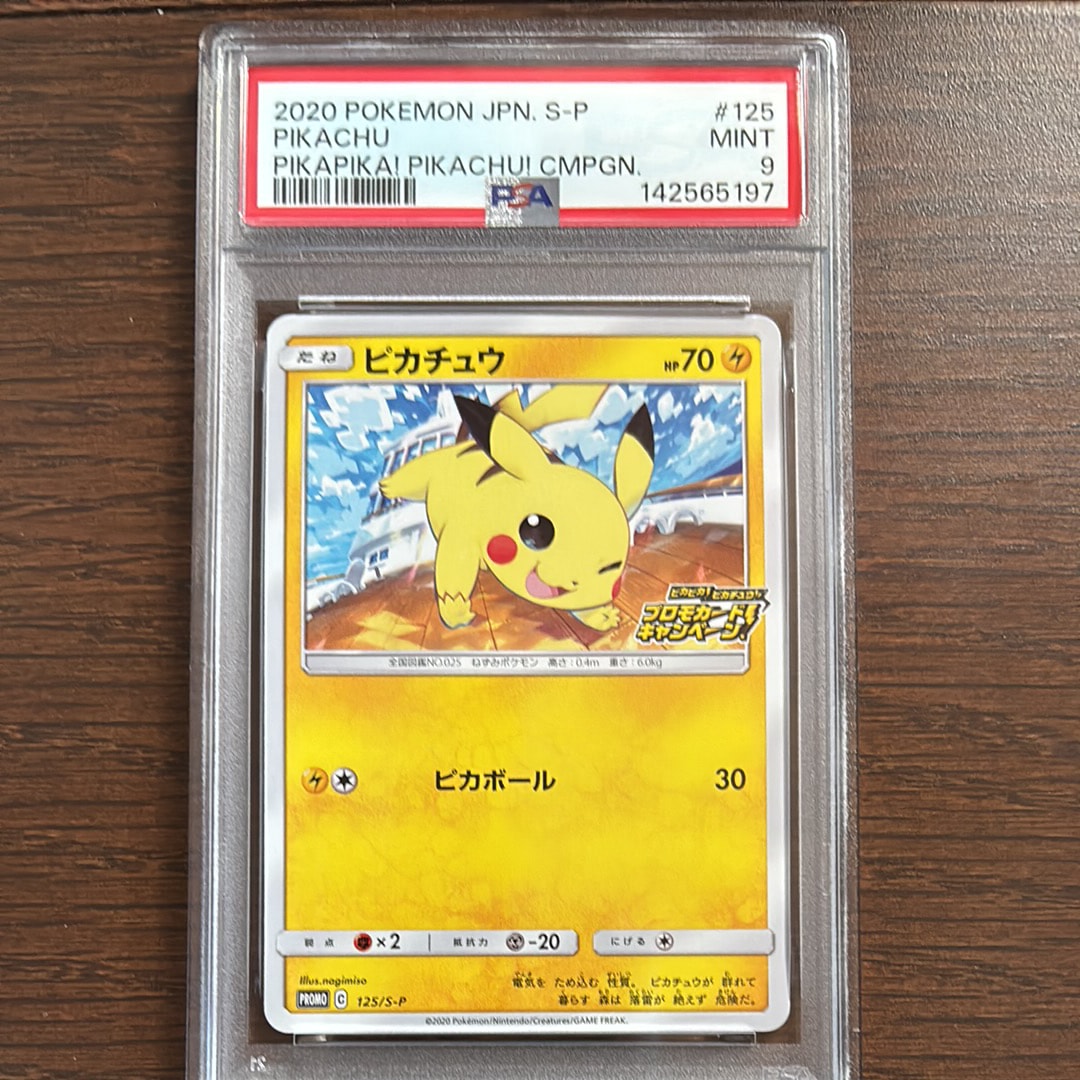 2020 POKEMON JPN. S-P #125
PIKACHU MINT
PIKAPIKA! PIKACHU! CMPGN. 9
PSA 142565197
たね ピカチュウ HP70
ピカピカ!ピカチュウ!
プロモカード
キャンペーン!
全国図鑑NO.025 ねずみポケモン 高さ:0.4m 重さ:6.0kg
ピカボール 30
弱点 ×2 抵抗力 -20 にげる
Illus.nagimiso
電気を ため込む 性質。 ピカチュウが 群れて
暮らす 森は 落雷が 絶えず 危険だ。
PROMO C 125/S-P
©2020 Pokémon/Nintendo/Creatures/GAME FREAK.